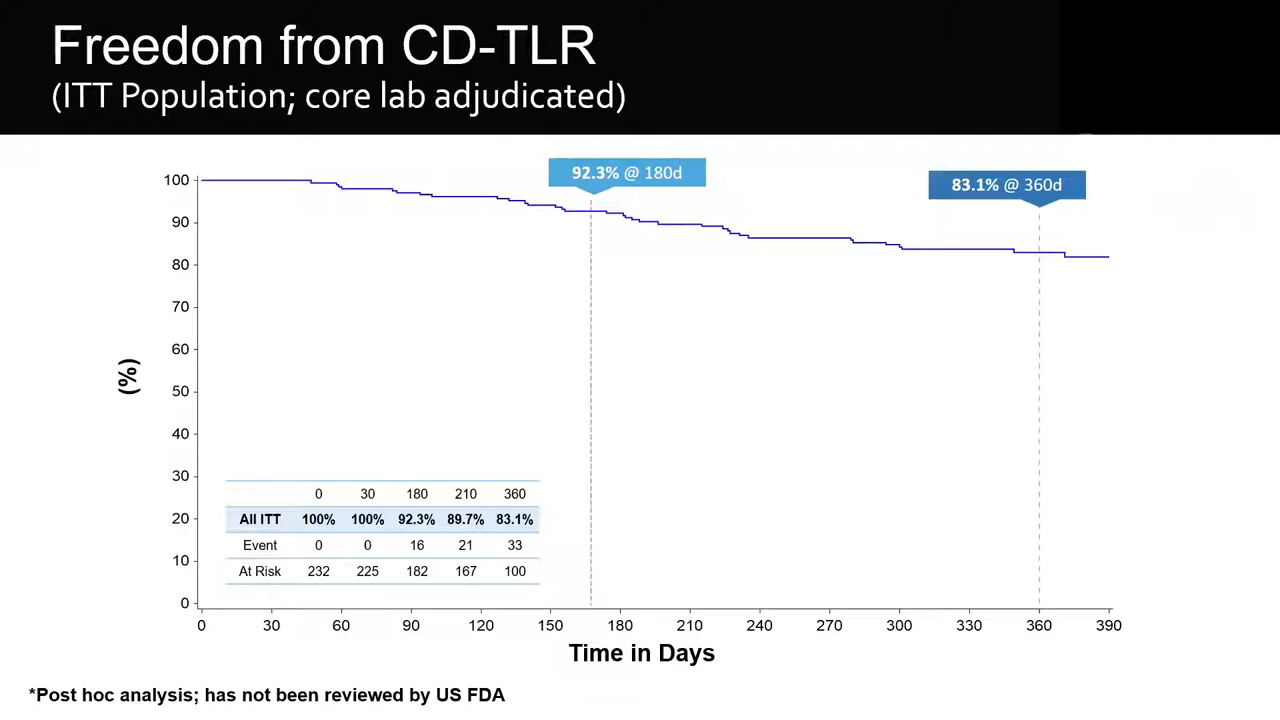 Freedom from CD-TLR
(ITT Population; core lab adjudicated)
92.3% @ 180d
83.1% @ 360d
100
90
80
70
60
50
40
30
20
10
0
(%)
0 30 180 210 360
All ITT 100% 100% 92.3% 89.7% 83.1%
Event 0 0 16 21 33
At Risk 232 225 182 167 100
0 30 60 90 120 150 180 210 240 270 300 330 360 390
Time in Days
*Post hoc analysis; has not been reviewed by US FDA